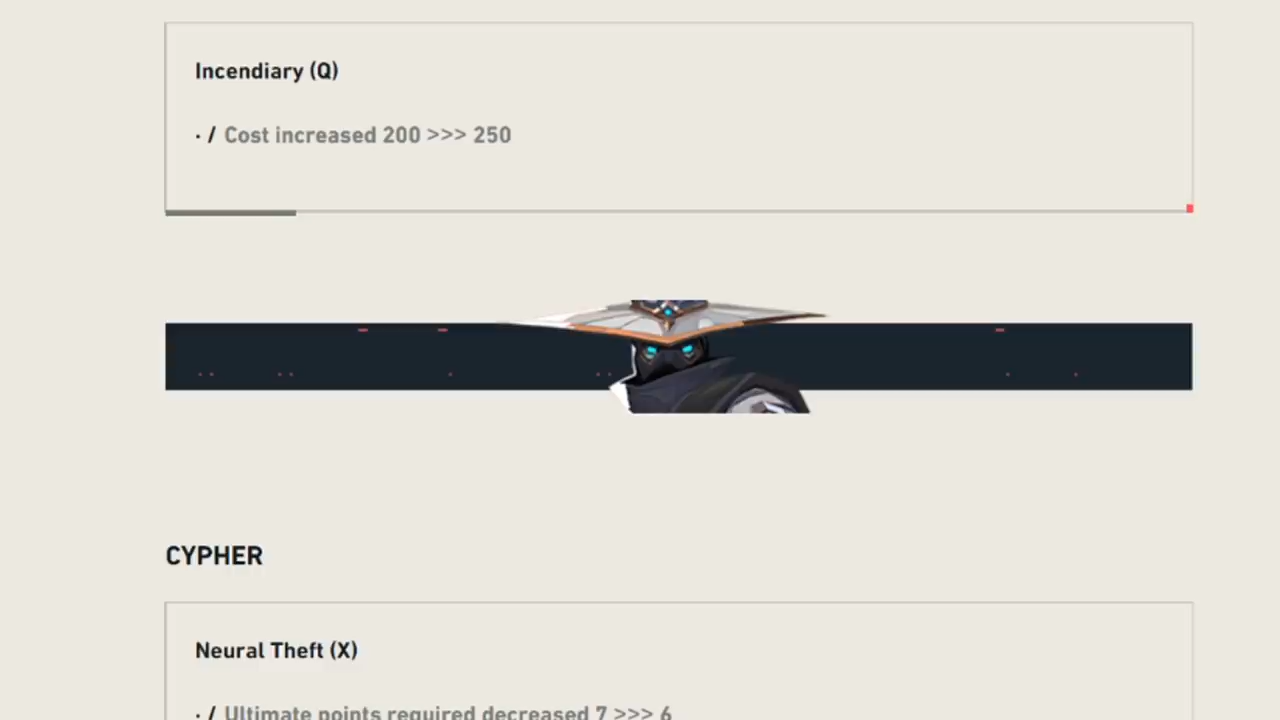 Incendiary (Q)
· / Cost increased 200 >>> 250
CYPHER
Neural Theft (X)
· / Ultimate points required decreased 7 >>> 6